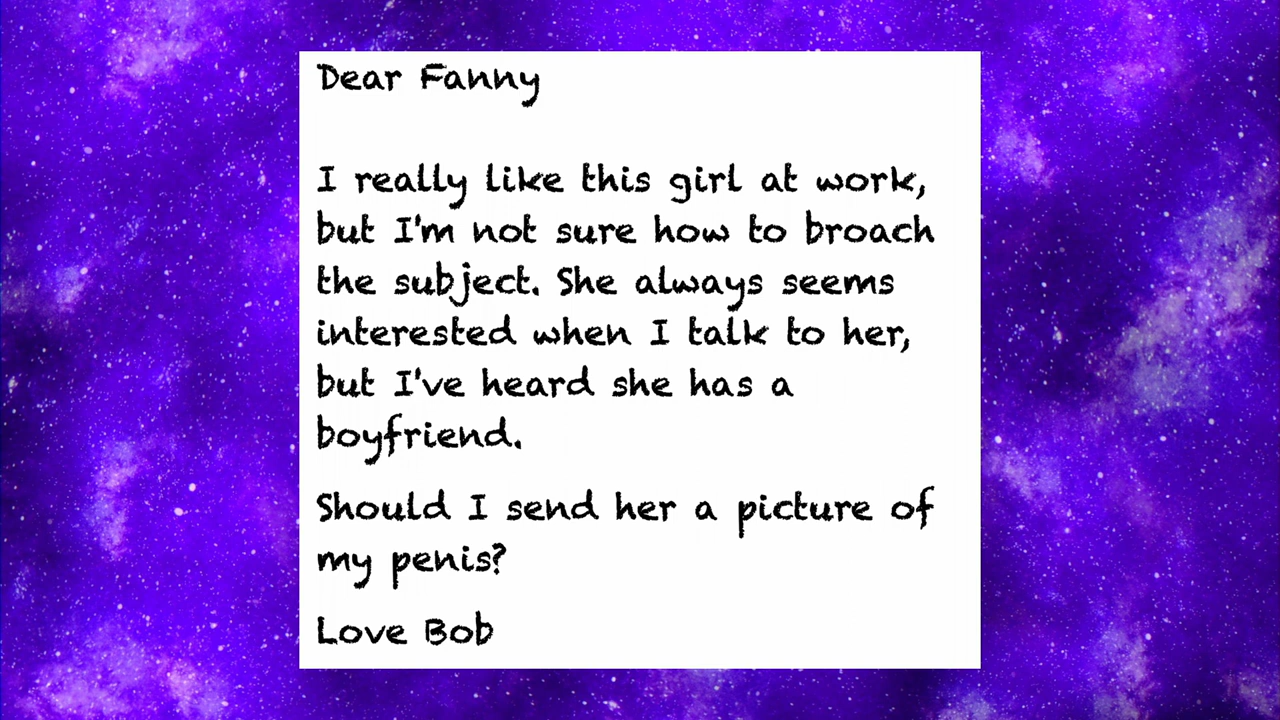 Dear Fanny
I really like this girl at work,
but I'm not sure how to broach
the subject. She always seems
interested when I talk to her,
but I've heard she has a
boyfriend.
Should I send her a picture of
my penis?
Love Bob